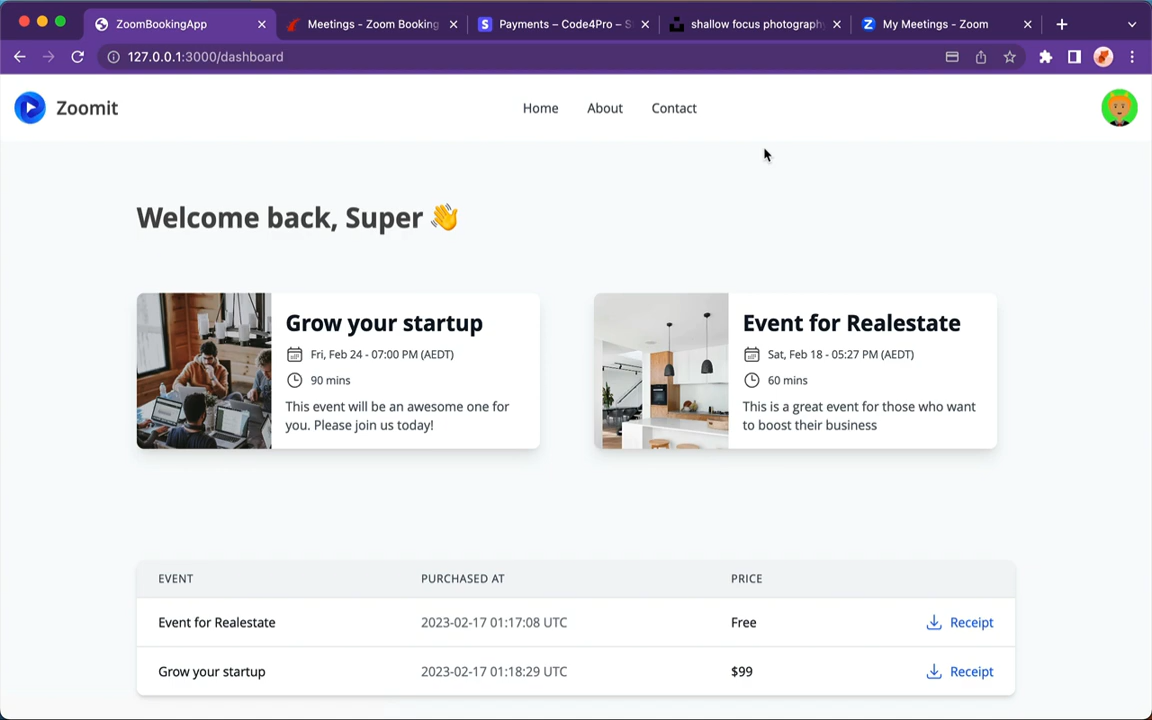 ZoomBookingApp
Meetings - Zoom Booking
Payments – Code4Pro – S
shallow focus photograph
My Meetings - Zoom
127.0.0.1:3000/dashboard
Zoomit
Home
About
Contact
Welcome back, Super 👋
Grow your startup
Fri, Feb 24 - 07:00 PM (AEDT)
90 mins
This event will be an awesome one for
you. Please join us today!
Event for Realestate
Sat, Feb 18 - 05:27 PM (AEDT)
60 mins
This is a great event for those who want
to boost their business
EVENT PURCHASED AT PRICE
Event for Realestate 2023-02-17 01:17:08 UTC Free Receipt
Grow your startup 2023-02-17 01:18:29 UTC $99 Receipt